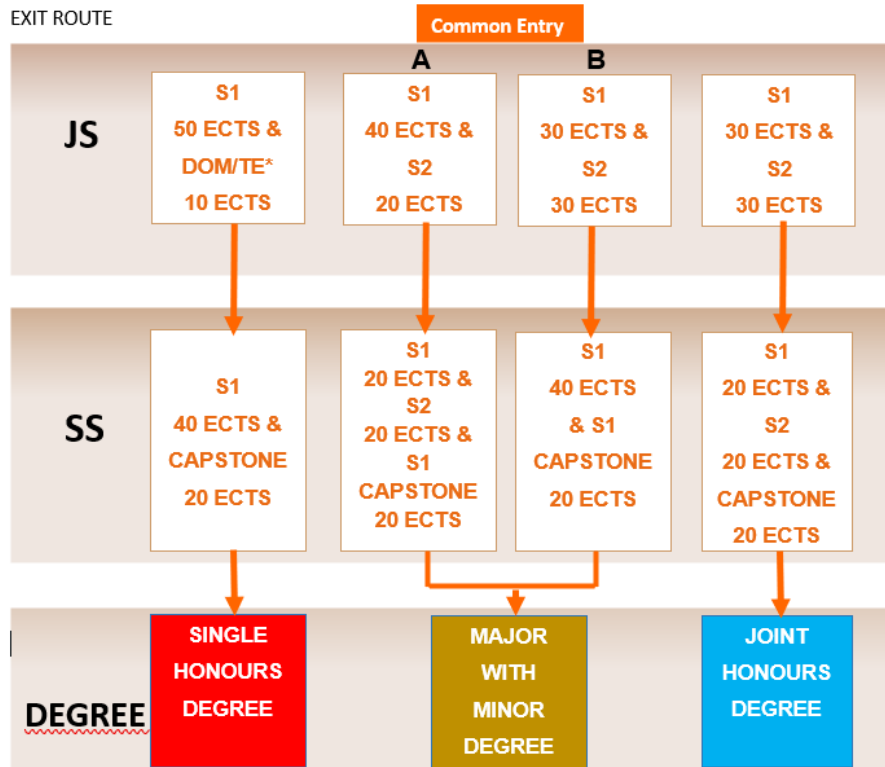 EXIT ROUTE
Common Entry
A
B
JS
S1
50 ECTS &
DOM/TE*
10 ECTS
S1
40 ECTS &
S2
20 ECTS
S1
30 ECTS &
S2
30 ECTS
S1
30 ECTS &
S2
30 ECTS
SS
S1
40 ECTS &
CAPSTONE
20 ECTS
S1
20 ECTS &
S2
20 ECTS &
S1
CAPSTONE
20 ECTS
S1
40 ECTS
& S1
CAPSTONE
20 ECTS
S1
20 ECTS &
S2
20 ECTS &
CAPSTONE
20 ECTS
DEGREE
SINGLE
HONOURS
DEGREE
MAJOR
WITH
MINOR
DEGREE
JOINT
HONOURS
DEGREE